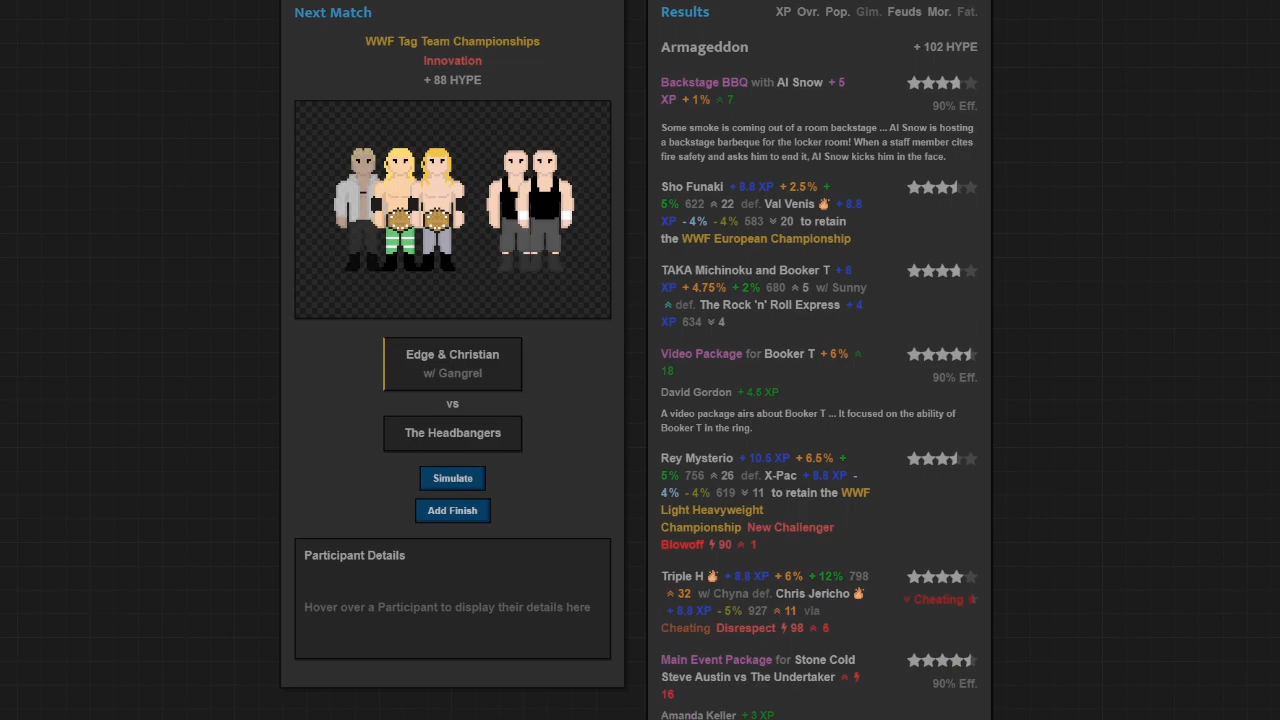 Next Match
WWF Tag Team Championships
Innovation
+ 88 HYPE
Edge & Christian
w/ Gangrel
vs
The Headbangers
Simulate
Add Finish
Participant Details
Hover over a Participant to display their details here
Results
XP Ovr. Pop. Gim. Feuds Mor. Fat.
Armageddon + 102 HYPE
Backstage BBQ with Al Snow + 5
XP + 1% 7
90% Eff.
Some smoke is coming out of a room backstage ... Al Snow is hosting
a backstage barbeque for the locker room! When a staff member cites
fire safety and asks him to end it, Al Snow kicks him in the face.
Sho Funaki + 8.8 XP + 2.5% +
5% 622 22 def. Val Venis + 8.8
XP - 4% - 4% 583 20 to retain
the WWF European Championship
TAKA Michinoku and Booker T + 6
XP + 4.75% + 2% 680 5 w/ Sunny
def. The Rock 'n' Roll Express + 4
XP 634 4
Video Package for Booker T + 6%
18
90% Eff.
David Gordon + 4.5 XP
A video package airs about Booker T ... It focused on the ability of
Booker T in the ring.
Rey Mysterio + 10.5 XP + 6.5% +
5% 756 26 def. X-Pac + 8.8 XP -
4% - 4% 619 11 to retain the WWF
Light Heavyweight
Championship New Challenger
Blowoff 90 1
Triple H + 8.8 XP + 6% + 12% 798
32 w/ Chyna def. Chris Jericho
+ 8.8 XP - 5% 927 11 via
Cheating Disrespect 98 6
Cheating
Main Event Package for Stone Cold
Steve Austin vs The Undertaker
16
90% Eff.
Amanda Keller + 3 XP